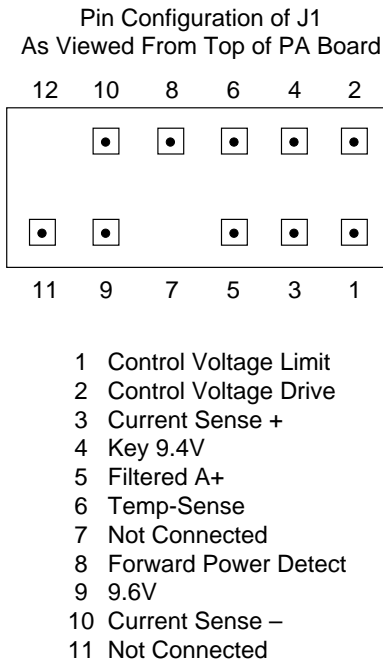 Pin Configuration of J1
As Viewed From Top of PA Board
12 10 8 6 4 2
11 9 7 5 3 1
1 Control Voltage Limit
2 Control Voltage Drive
3 Current Sense +
4 Key 9.4V
5 Filtered A+
6 Temp-Sense
7 Not Connected
8 Forward Power Detect
9 9.6V
10 Current Sense –
11 Not Connected